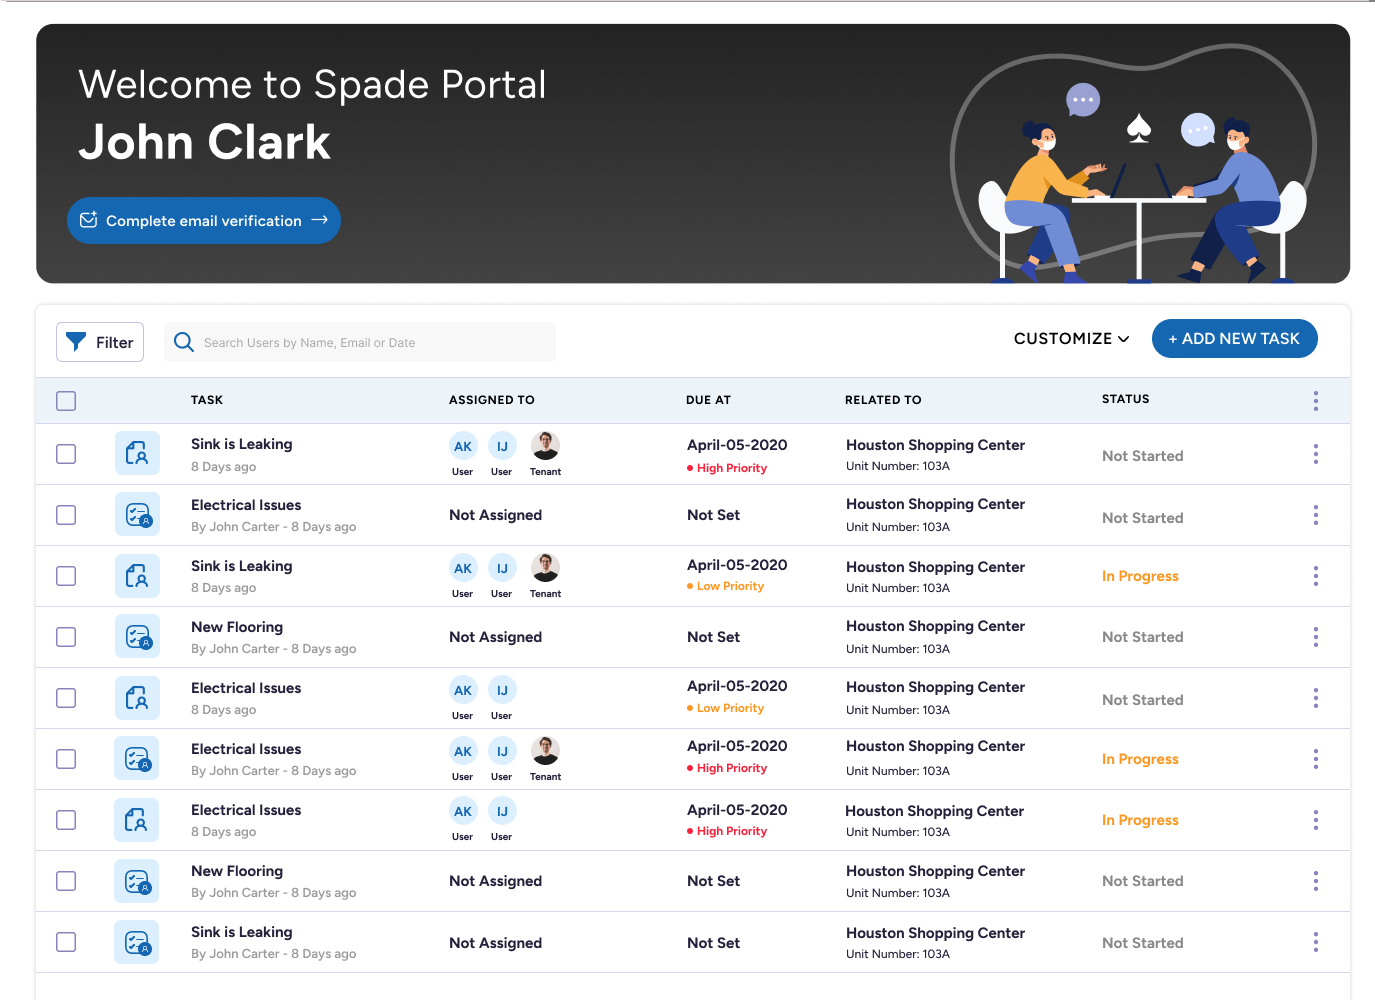 Welcome to Spade Portal
John Clark
Complete email verification
Filter
Search Users by Name, Email or Date
CUSTOMIZE
+ ADD NEW TASK
TASK ASSIGNED TO DUE AT RELATED TO STATUS
Sink is Leaking AK IJ April-05-2020 Houston Shopping Center Not Started
8 Days ago User User Tenant High Priority Unit Number: 103A
Electrical Issues Not Assigned Not Set Houston Shopping Center Not Started
By John Carter - 8 Days ago Unit Number: 103A
Sink is Leaking AK IJ April-05-2020 Houston Shopping Center In Progress
8 Days ago User User Tenant Low Priority Unit Number: 103A
New Flooring Not Assigned Not Set Houston Shopping Center Not Started
By John Carter - 8 Days ago Unit Number: 103A
Electrical Issues AK IJ April-05-2020 Houston Shopping Center Not Started
8 Days ago User User Low Priority Unit Number: 103A
Electrical Issues AK IJ April-05-2020 Houston Shopping Center In Progress
By John Carter - 8 Days ago User User Tenant High Priority Unit Number: 103A
Electrical Issues AK IJ April-05-2020 Houston Shopping Center In Progress
8 Days ago User User High Priority Unit Number: 103A
New Flooring Not Assigned Not Set Houston Shopping Center Not Started
By John Carter - 8 Days ago Unit Number: 103A
Sink is Leaking Not Assigned Not Set Houston Shopping Center Not Started
By John Carter - 8 Days ago Unit Number: 103A